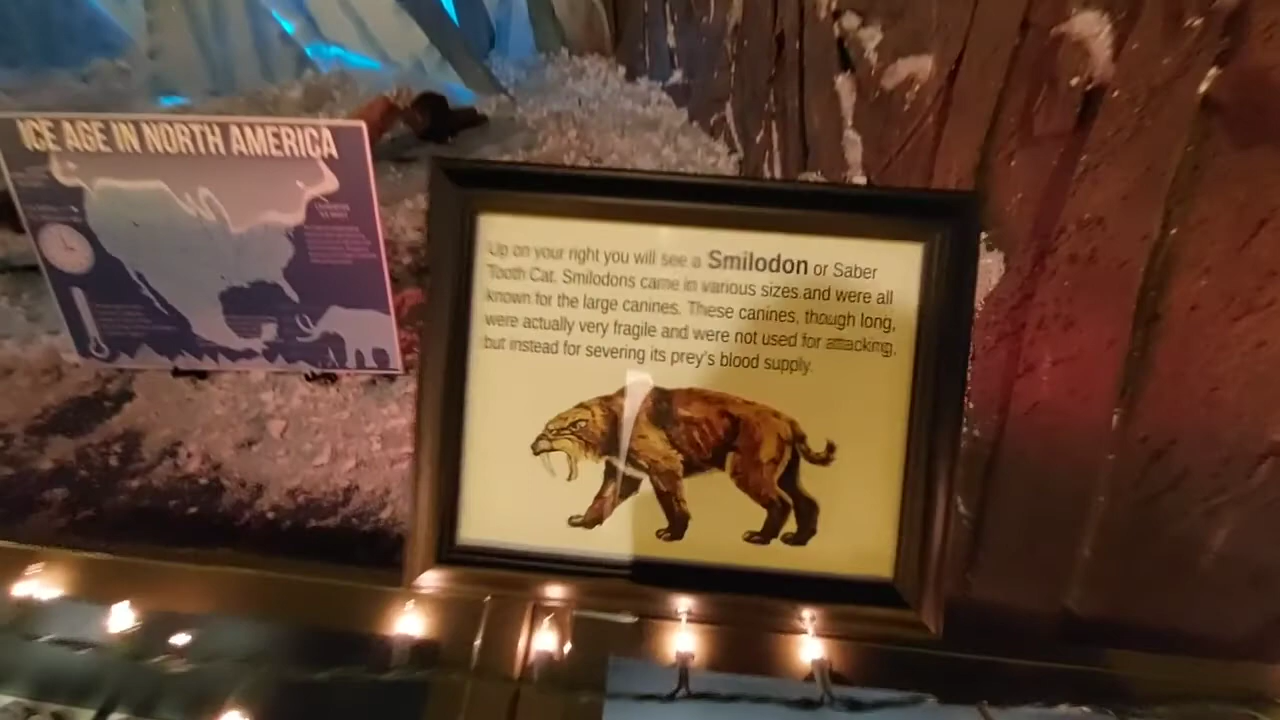 ICE AGE IN NORTH AMERICA
Up on your right you will see a Smilodon or Saber
Tooth Cat. Smilodons came in various sizes and were all
known for the large canines. These canines, though long,
were actually very fragile and were not used for attacking,
but instead for severing its prey's blood supply.